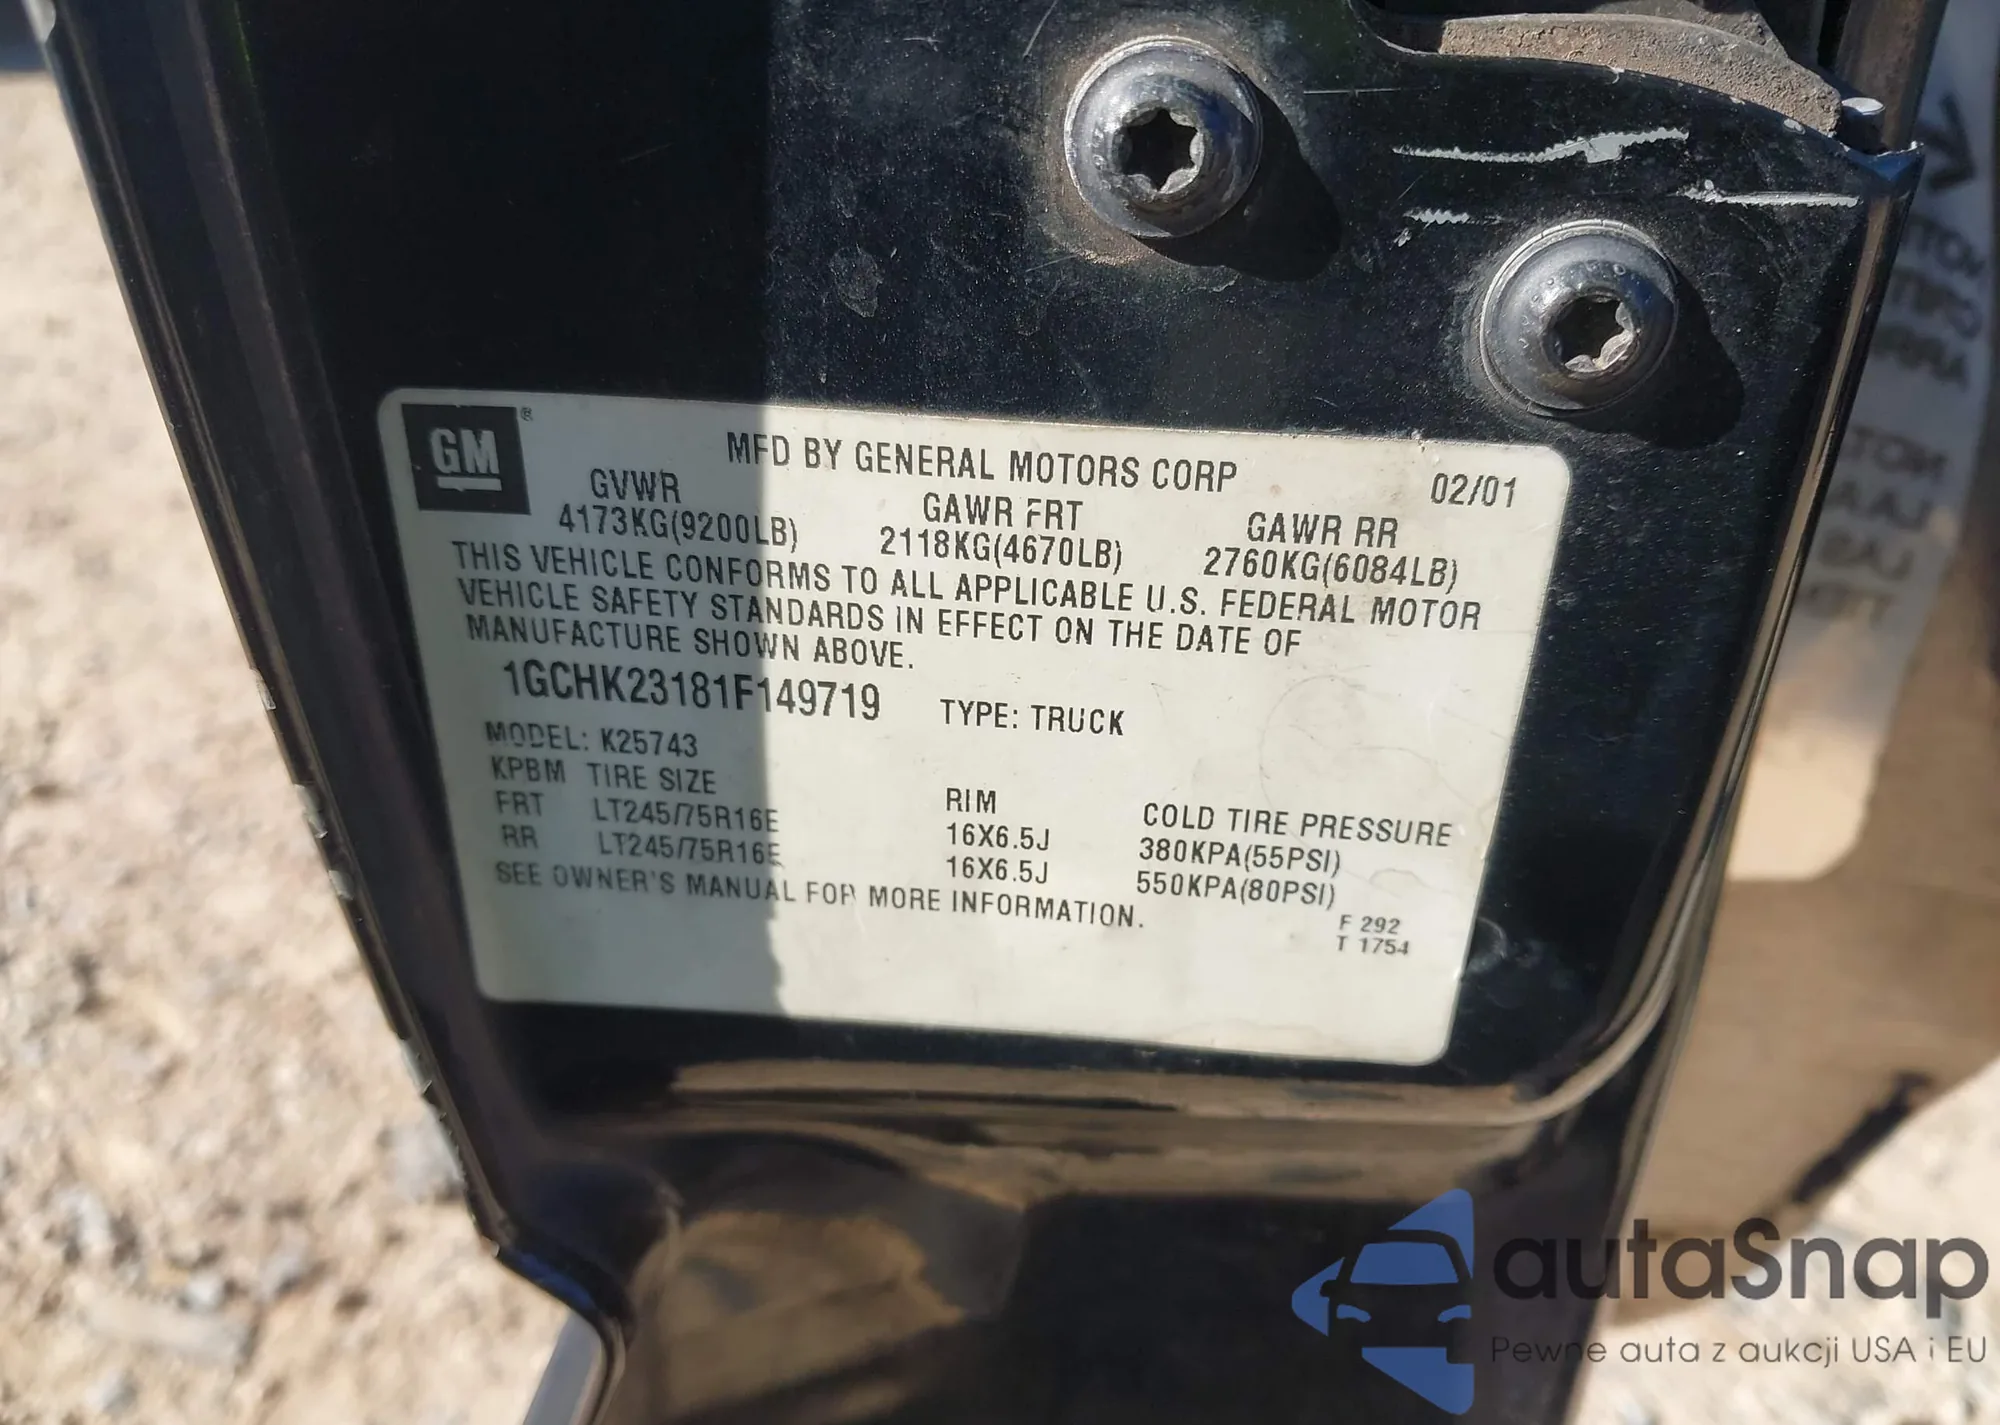 GM
MFD BY GENERAL MOTORS CORP 02/01
GVWR GAWR FRT GAWR RR
4173KG(9200LB) 2118KG(4670LB) 2760KG(6084LB)
THIS VEHICLE CONFORMS TO ALL APPLICABLE U.S. FEDERAL MOTOR
VEHICLE SAFETY STANDARDS IN EFFECT ON THE DATE OF
MANUFACTURE SHOWN ABOVE.
1GCHK23181F149719 TYPE: TRUCK
MODEL: K25743
KPBM TIRE SIZE RIM COLD TIRE PRESSURE
FRT LT245/75R16E 16X6.5J 380KPA(55PSI)
RR LT245/75R16E 16X6.5J 550KPA(80PSI)
SEE OWNER'S MANUAL FOR MORE INFORMATION.
F 292
T 1754
autoSnap
Pewne auta z aukcji USA i EU